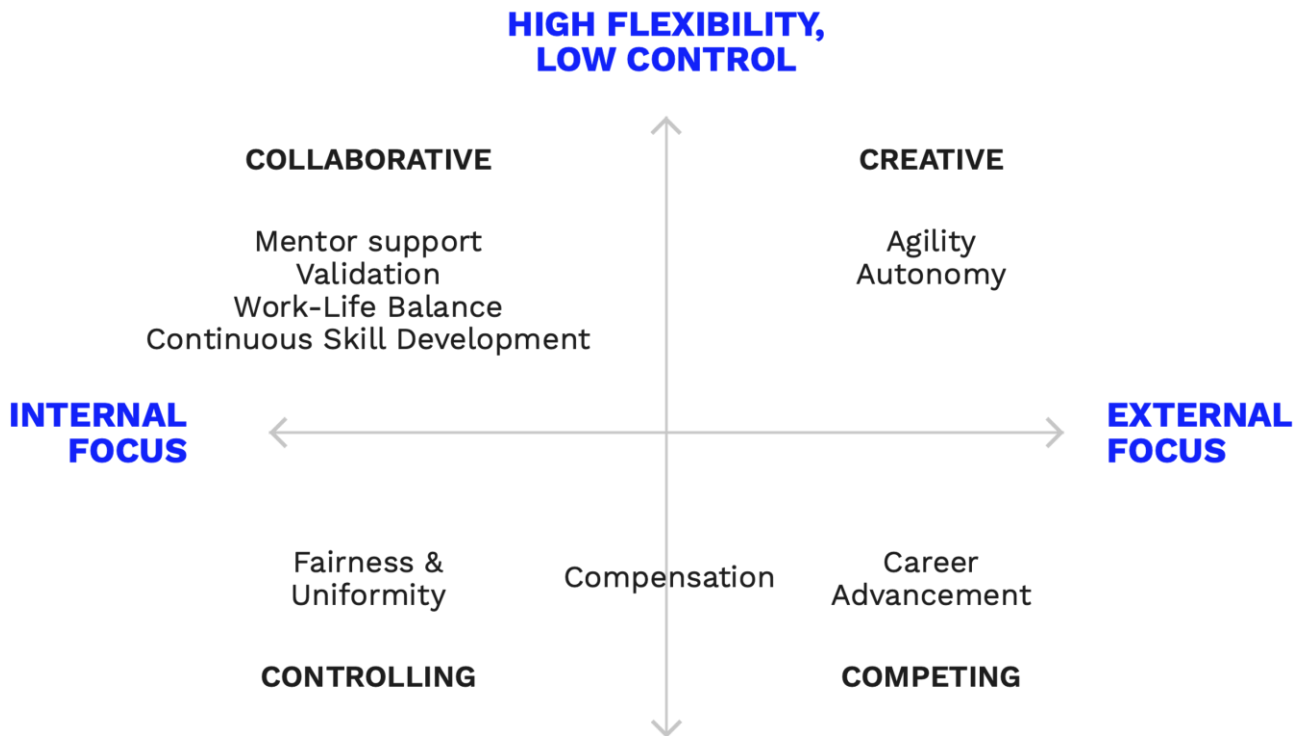 HIGH FLEXIBILITY,
LOW CONTROL
COLLABORATIVE
CREATIVE
Mentor support
Validation
Work-Life Balance
Continuous Skill Development
Agility
Autonomy
INTERNAL
FOCUS
EXTERNAL
FOCUS
Fairness &
Uniformity
Compensation
Career
Advancement
CONTROLLING
COMPETING